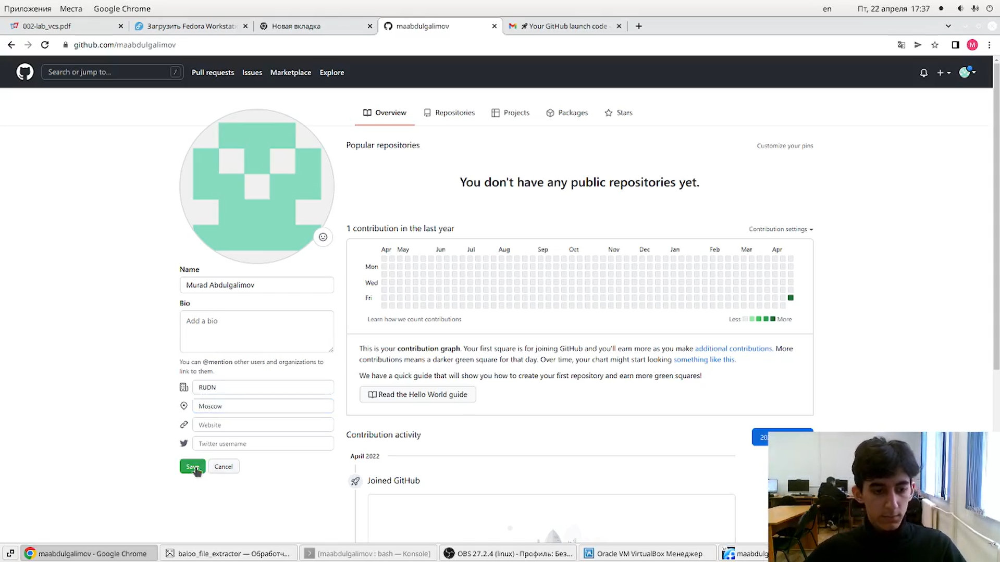 Приложения Места Google Chrome en Пт, 22 апреля 17:37
002-lab_vcs.pdf Загрузить Fedora Workstati Новая вкладка maabdulgalimov Your GitHub launch code -
github.com/maabdulgalimov M
Search or jump to... / Pull requests Issues Marketplace Explore
Overview Repositories Projects Packages Stars
Popular repositories Customize your pins
You don't have any public repositories yet.
1 contribution in the last year Contribution settings
Apr May Jun Jul Aug Sep Oct Nov Dec Jan Feb Mar Apr
Mon
Wed
Fri
Learn how we count contributions Less More
Name
Murad Abdulgalimov
Bio
Add a bio
You can @mention other users and organizations to
link to them.
RUDN
Moscow
Website
Twitter username
Save Cancel
This is your contribution graph. Your first square is for joining GitHub and you'll earn more as you make additional contributions. More
contributions means a darker green square for that day. Over time, your chart might start looking something like this.
We have a quick guide that will show you how to create your first repository and earn more green squares!
Read the Hello World guide
Contribution activity 20
April 2022
Joined GitHub
maabdulgalimov - Google Chrome baloo_file_extractor — Обработч... [maabdulgalimov : bash — Konsole] OBS 27.2.4 (linux) - Профиль: Без... Oracle VM VirtualBox Менеджер maabdulg